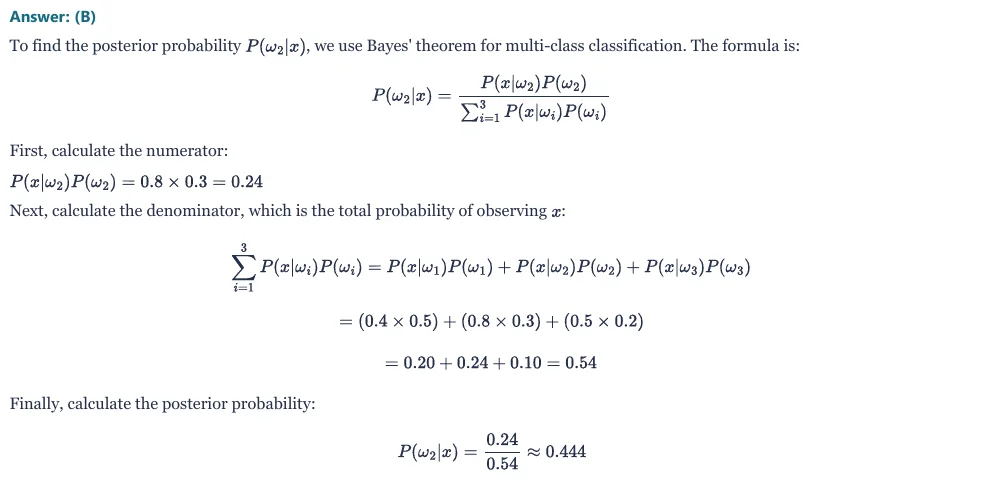 Answer: (B)
To find the posterior probability P(ω₂|x), we use Bayes' theorem for multi-class classification. The formula is:
P(ω₂|x) = P(x|ω₂)P(ω₂) / ∑³ᵢ₌₁ P(x|ωᵢ)P(ωᵢ)
First, calculate the numerator:
P(x|ω₂)P(ω₂) = 0.8 × 0.3 = 0.24
Next, calculate the denominator, which is the total probability of observing x:
∑³ᵢ₌₁ P(x|ωᵢ)P(ωᵢ) = P(x|ω₁)P(ω₁) + P(x|ω₂)P(ω₂) + P(x|ω₃)P(ω₃)
= (0.4 × 0.5) + (0.8 × 0.3) + (0.5 × 0.2)
= 0.20 + 0.24 + 0.10 = 0.54
Finally, calculate the posterior probability:
P(ω₂|x) = 0.24 / 0.54 ≈ 0.444